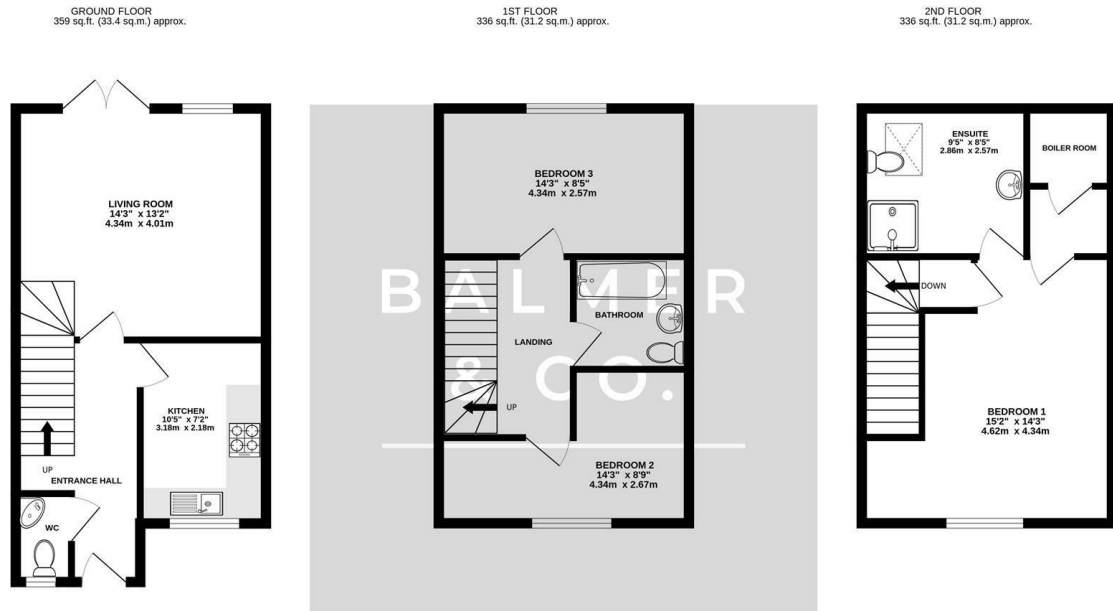 GROUND FLOOR
359 sq.ft. (33.4 sq.m.) approx.
LIVING ROOM
14'3" x 13'2"
4.34m x 4.01m
KITCHEN
10'5" x 7'2"
3.18m x 2.18m
UP
ENTRANCE HALL
WC
1ST FLOOR
336 sq.ft. (31.2 sq.m.) approx.
BEDROOM 3
14'3" x 8'5"
4.34m x 2.57m
BALMER
& CO.
BATHROOM
LANDING
UP
BEDROOM 2
14'3" x 8'9"
4.34m x 2.67m
2ND FLOOR
336 sq.ft. (31.2 sq.m.) approx.
ENSUITE
9'5" x 8'5"
2.86m x 2.57m
BOILER ROOM
DOWN
BEDROOM 1
15'2" x 14'3"
4.62m x 4.34m